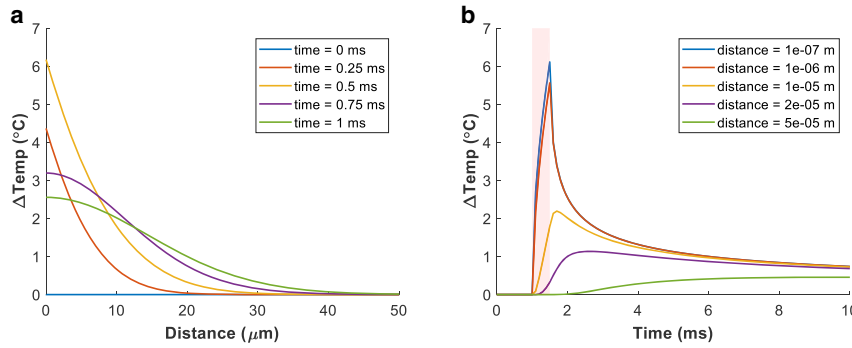 a
ΔTemp (°C)
7
6
5
4
3
2
1
0
0 10 20 30 40 50
Distance (μm)
time = 0 ms
time = 0.25 ms
time = 0.5 ms
time = 0.75 ms
time = 1 ms
b
ΔTemp (°C)
7
6
5
4
3
2
1
0
0 2 4 6 8 10
Time (ms)
distance = 1e-07 m
distance = 1e-06 m
distance = 1e-05 m
distance = 2e-05 m
distance = 5e-05 m